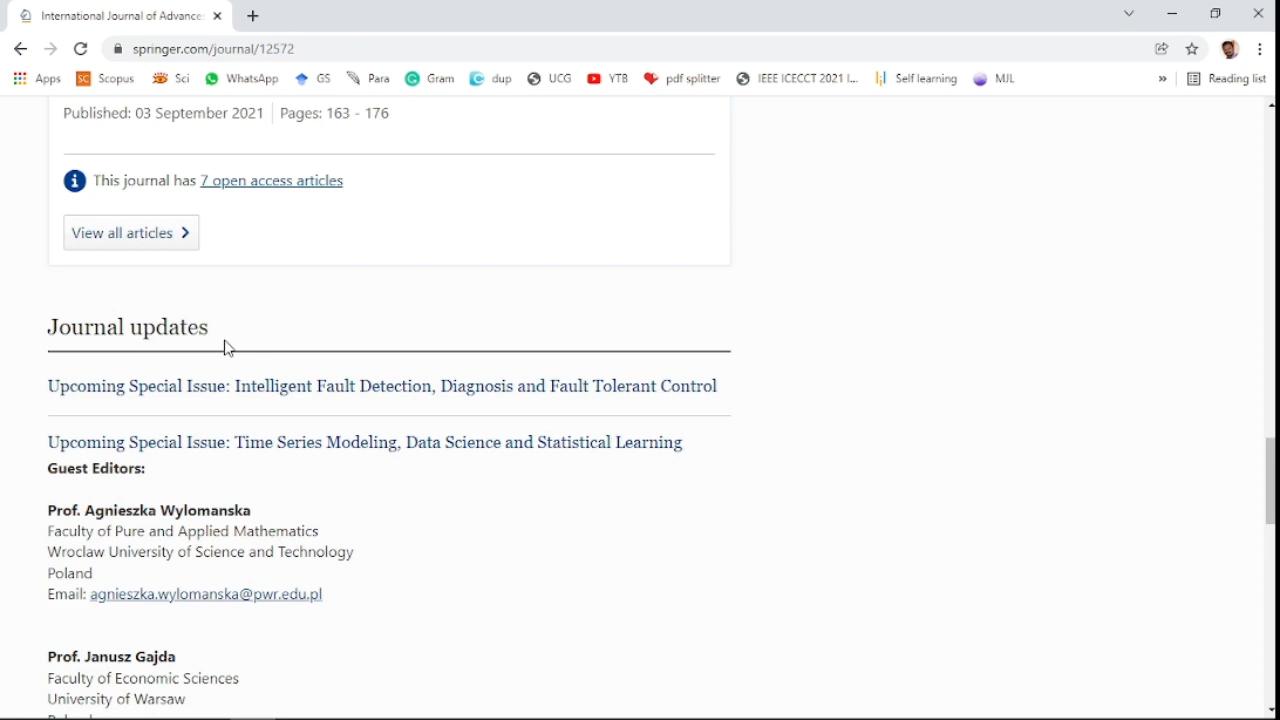 International Journal of Advance
springer.com/journal/12572
Apps SC Scopus Sci WhatsApp GS Para Gram dup UCG YTB pdf splitter IEEE ICECCT 2021 I... Self learning MJL » Reading list
Published: 03 September 2021 Pages: 163 - 176
This journal has 7 open access articles
View all articles
Journal updates
Upcoming Special Issue: Intelligent Fault Detection, Diagnosis and Fault Tolerant Control
Upcoming Special Issue: Time Series Modeling, Data Science and Statistical Learning
Guest Editors:
Prof. Agnieszka Wylomanska
Faculty of Pure and Applied Mathematics
Wroclaw University of Science and Technology
Poland
Email: agnieszka.wylomanska@pwr.edu.pl
Prof. Janusz Gajda
Faculty of Economic Sciences
University of Warsaw